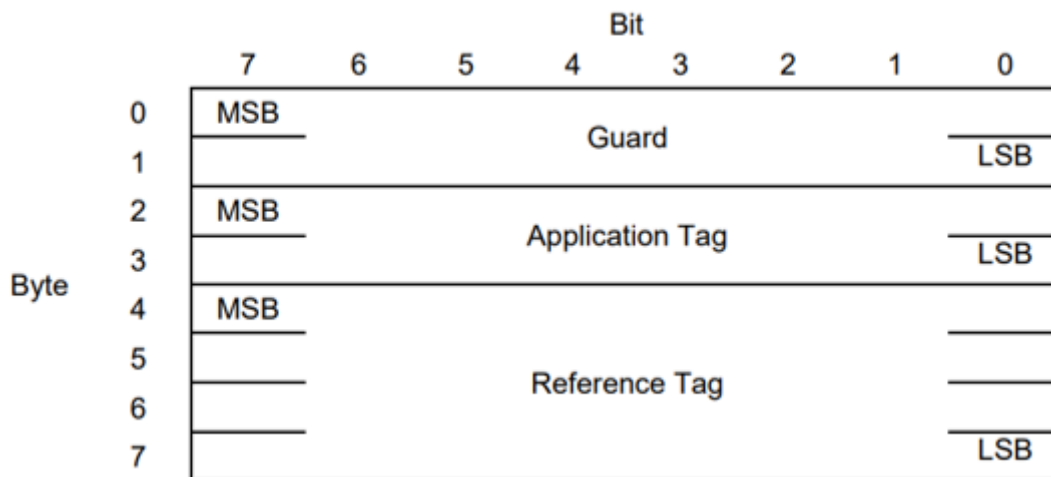 Bit
7 6 5 4 3 2 1 0
0 MSB
Guard
1 LSB
2 MSB
Application Tag
3 LSB
Byte
4 MSB
5
Reference Tag
6
7 LSB